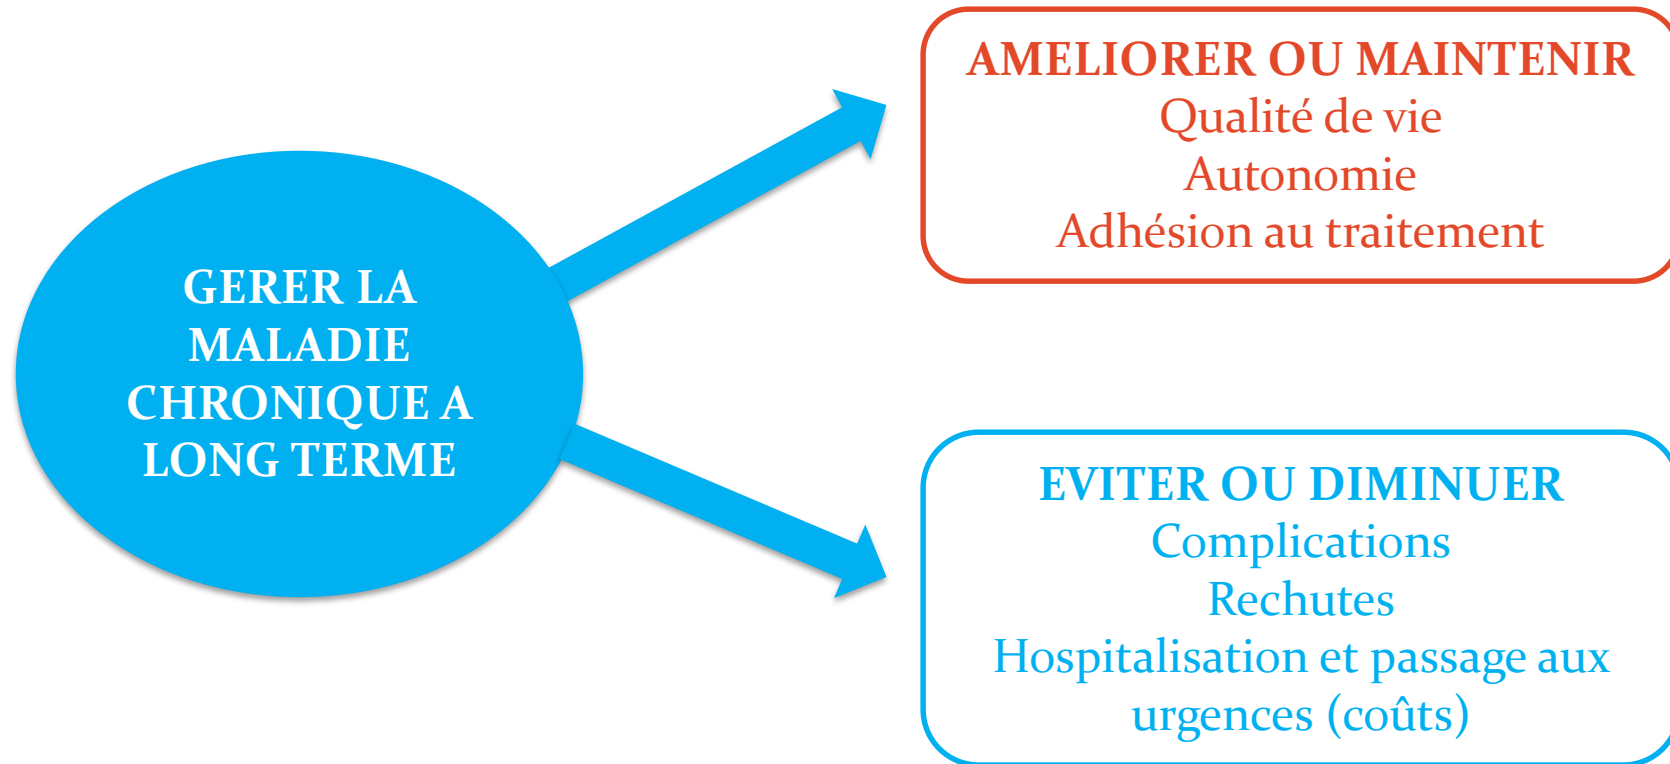 GERER LA
MALADIE
CHRONIQUE A
LONG TERME
AMELIORER OU MAINTENIR
Qualité de vie
Autonomie
Adhésion au traitement
EVITER OU DIMINUER
Complications
Rechutes
Hospitalisation et passage aux
urgences (coûts)